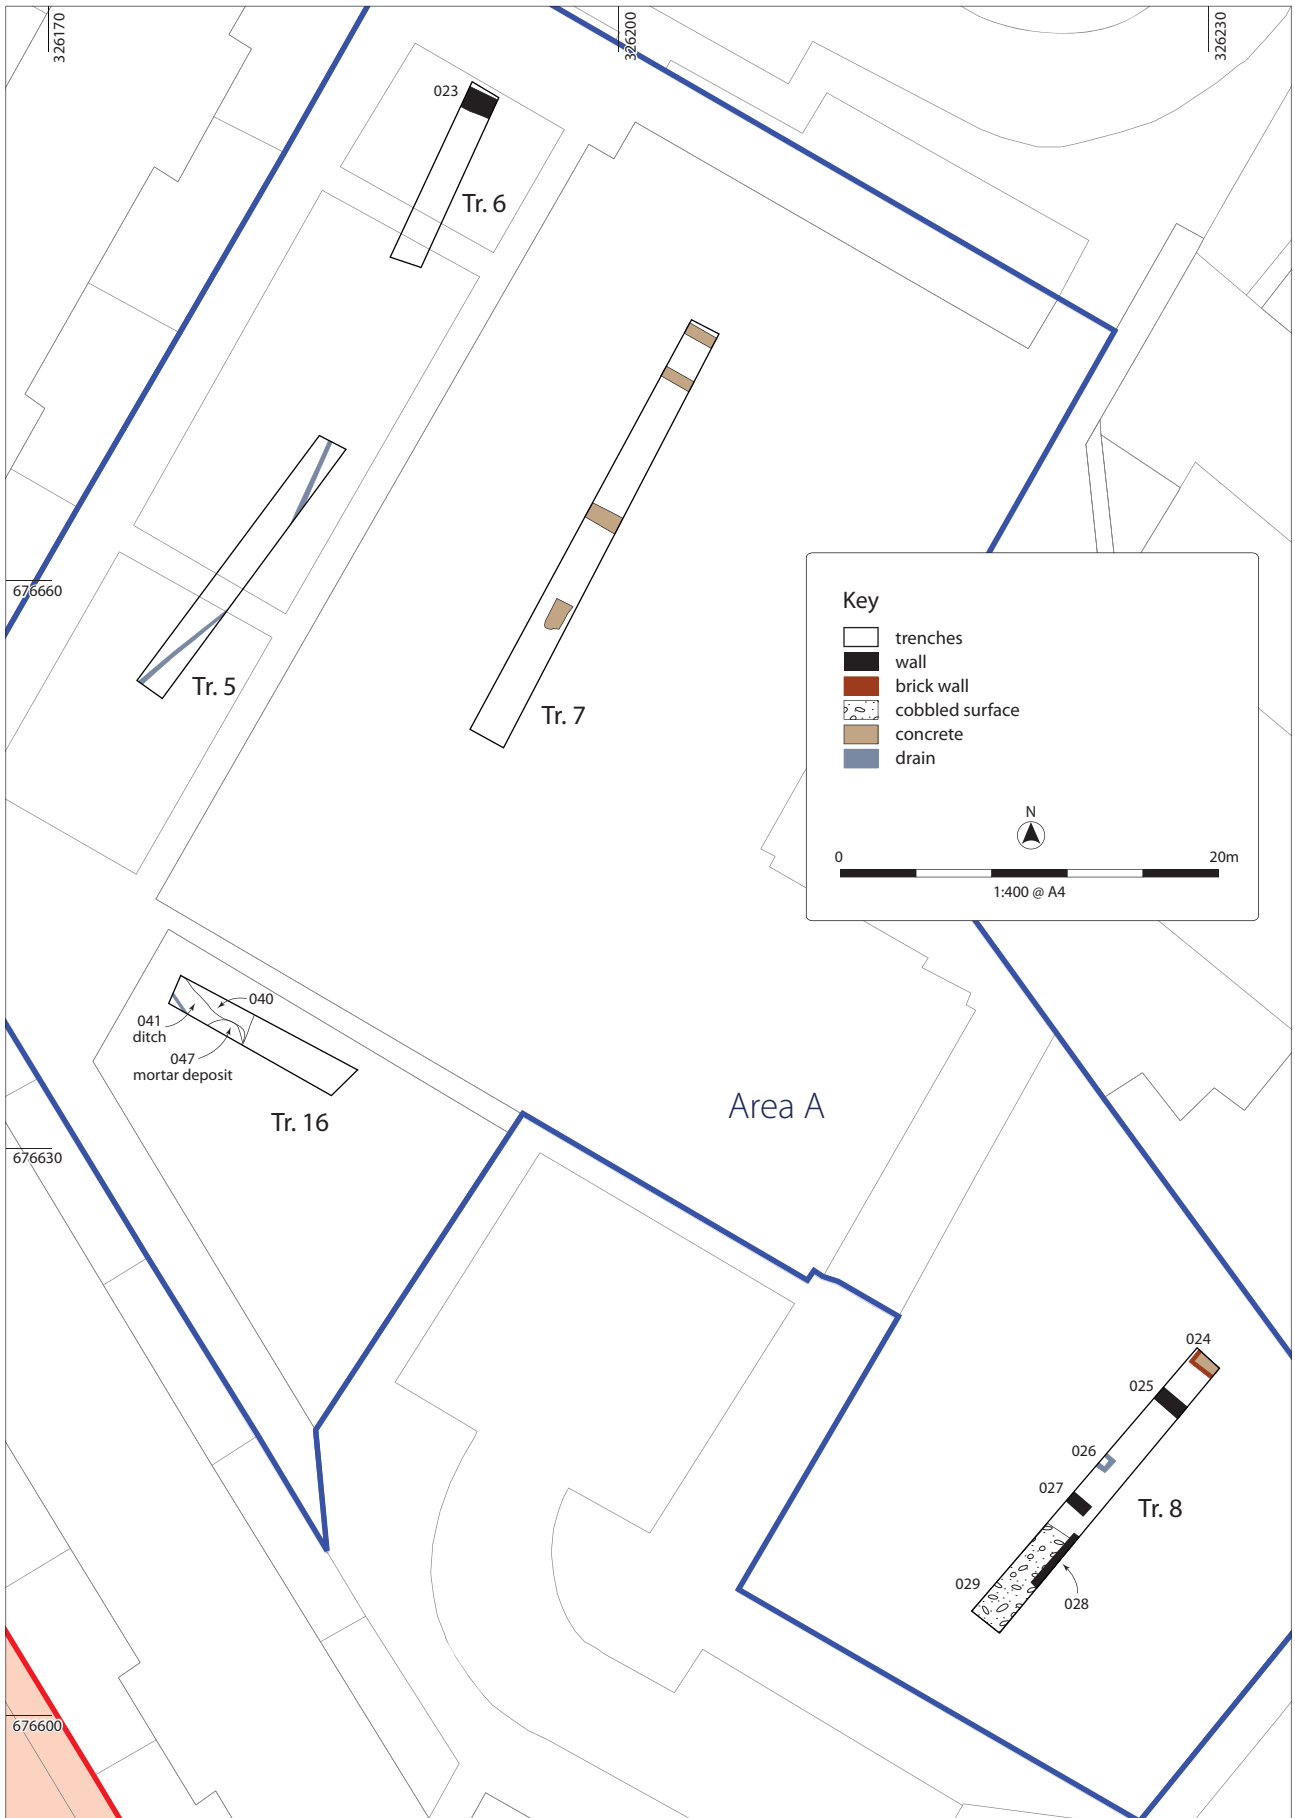 326170
326200
326230
023
Tr. 6
676660
Tr. 5
Tr. 7
Key
trenches
wall
brick wall
cobbled surface
concrete
drain
N
0
20m
1:400 @ A4
040
041
ditch
047
mortar deposit
Tr. 16
Area A
676630
024
025
026
027
Tr. 8
029
028
676600